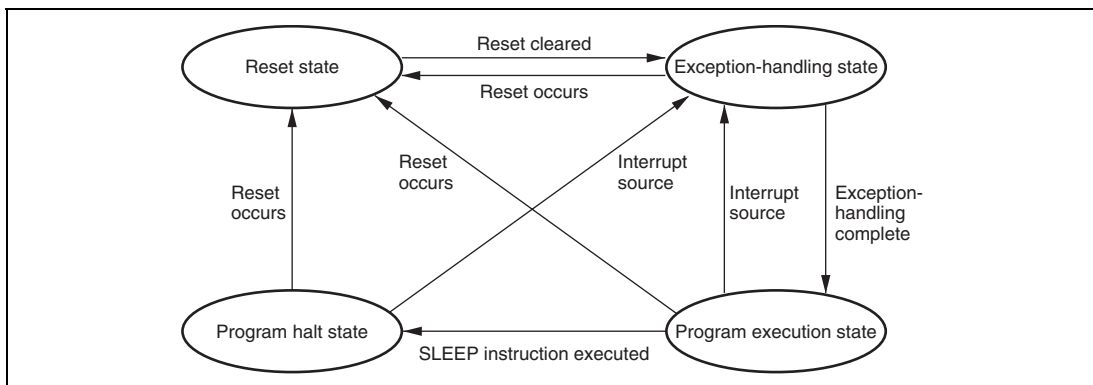 Reset cleared
Reset state
Exception-handling state
Reset occurs
Reset
occurs
Interrupt
source
Reset
occurs
Interrupt
source
Exception-
handling
complete
Program halt state
Program execution state
SLEEP instruction executed